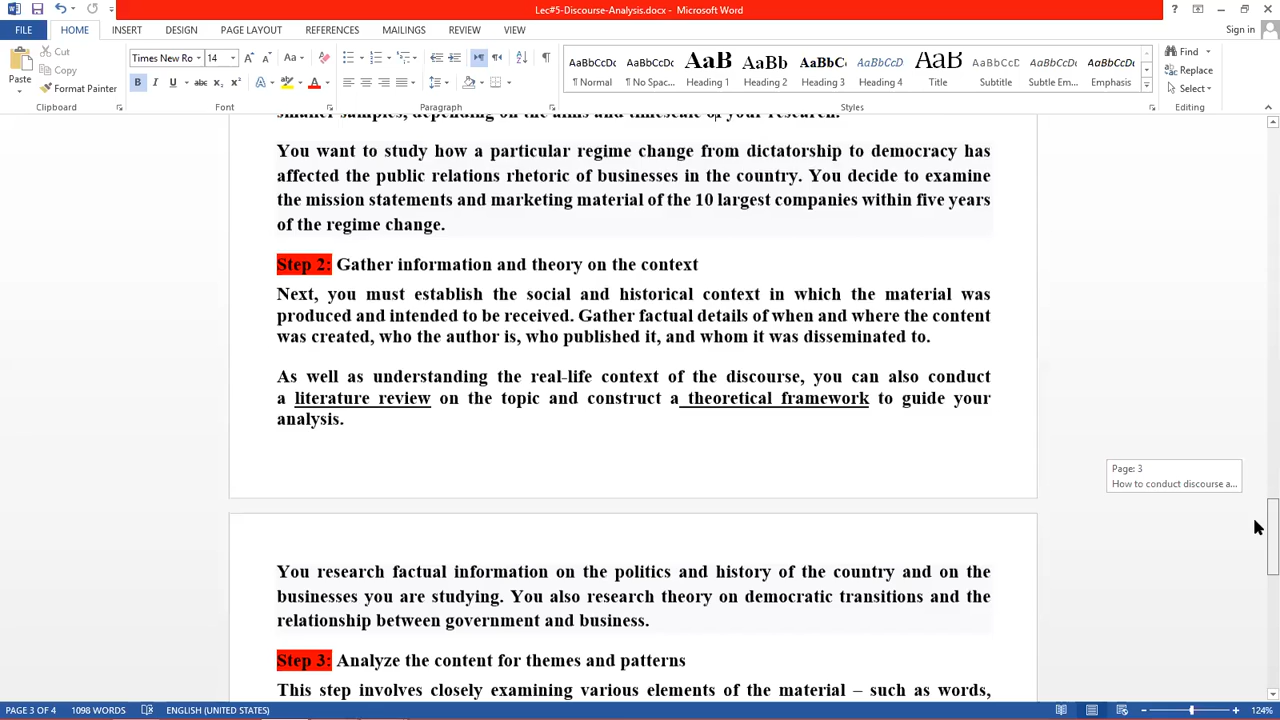 Lec#5-Discourse-Analysis.docx - Microsoft Word
Sign in
FILE HOME INSERT DESIGN PAGE LAYOUT REFERENCES MAILINGS REVIEW VIEW
Paste
Cut
Copy
Format Painter
Clipboard
Times New Ro 14
Font
Paragraph
AaBbCcDc AaBbCcDc AaB AaBb AaBbC AaBbCcD AaB AaBbCcDc AaBbCcDc AaBbCcDc
¶ Normal ¶ No Spac... Heading 1 Heading 2 Heading 3 Heading 4 Title Subtitle Subtle Em... Emphasis
Styles
Find
Replace
Select
Editing
smaller samples, depending on the aims and timescale of your research.
You want to study how a particular regime change from dictatorship to democracy has
affected the public relations rhetoric of businesses in the country. You decide to examine
the mission statements and marketing material of the 10 largest companies within five years
of the regime change.
Step 2: Gather information and theory on the context
Next, you must establish the social and historical context in which the material was
produced and intended to be received. Gather factual details of when and where the content
was created, who the author is, who published it, and whom it was disseminated to.
As well as understanding the real-life context of the discourse, you can also conduct
a literature review on the topic and construct a theoretical framework to guide your
analysis.
Page: 3
How to conduct discourse a...
You research factual information on the politics and history of the country and on the
businesses you are studying. You also research theory on democratic transitions and the
relationship between government and business.
Step 3: Analyze the content for themes and patterns
This step involves closely examining various elements of the material – such as words,
PAGE 3 OF 4 1098 WORDS ENGLISH (UNITED STATES) 124%